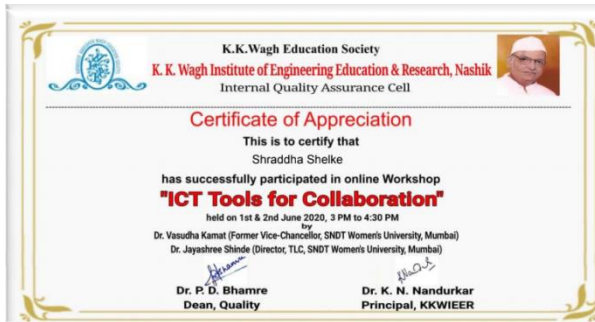 K.K.Wagh Education Society
K. K. Wagh Institute of Engineering Education & Research, Nashik
Internal Quality Assurance Cell
Certificate of Appreciation
This is to certify that
Shraddha Shelke
has successfully participated in online Workshop
"ICT Tools for Collaboration"
held on 1st & 2nd June 2020, 3 PM to 4:30 PM
by
Dr. Vasudha Kamat (Former Vice-Chancellor, SNDT Women's University, Mumbai)
Dr. Jayashree Shinde (Director, TLC, SNDT Women's University, Mumbai)
Dr. P. D. Bhamre
Dean, Quality
Dr. K. N. Nandurkar
Principal, KKWIEER